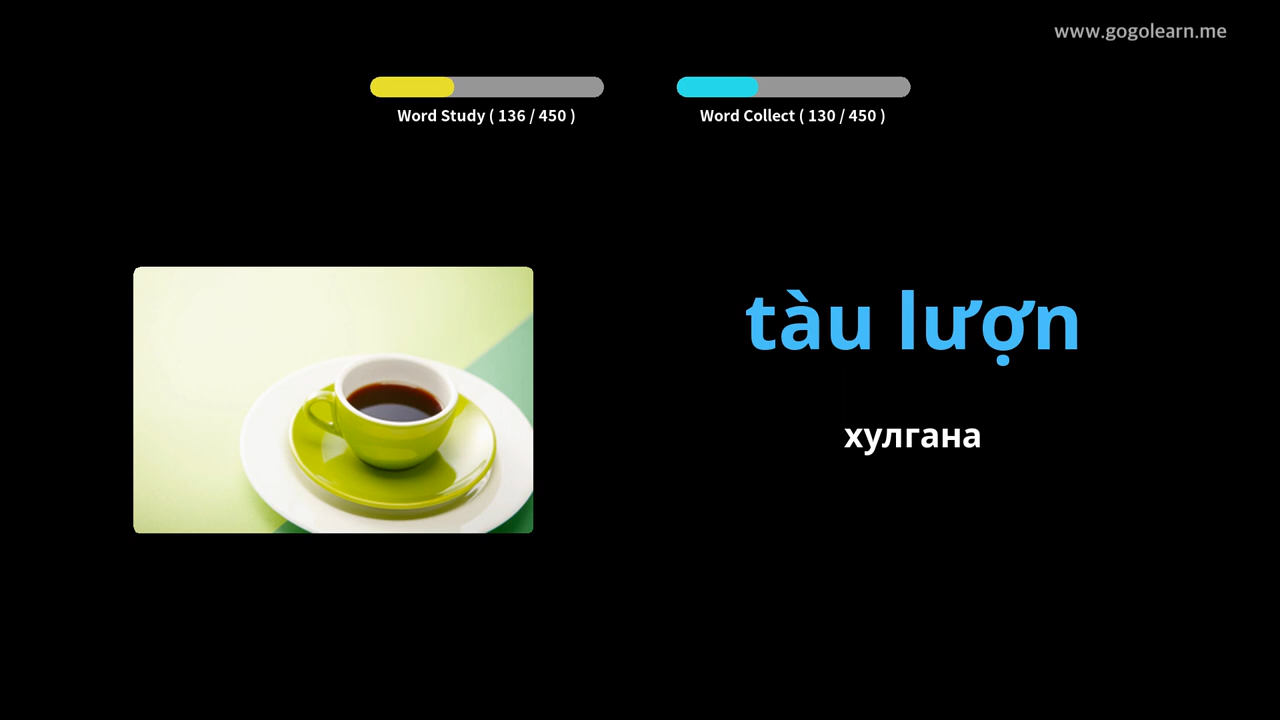 www.gogolearn.me
Word Study ( 136 / 450 )
Word Collect ( 130 / 450 )
tàu lượn
хулгана